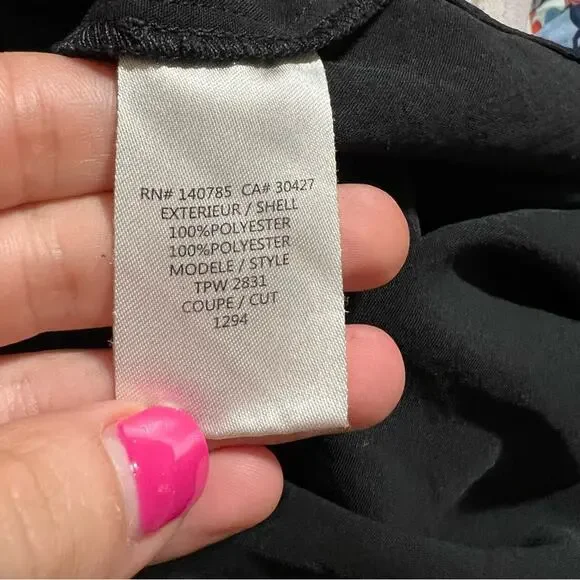 RN# 140785 CA# 30427
EXTERIEUR / SHELL
100%POLYESTER
100%POLYESTER
MODELE / STYLE
TPW 2831
COUPE / CUT
1294